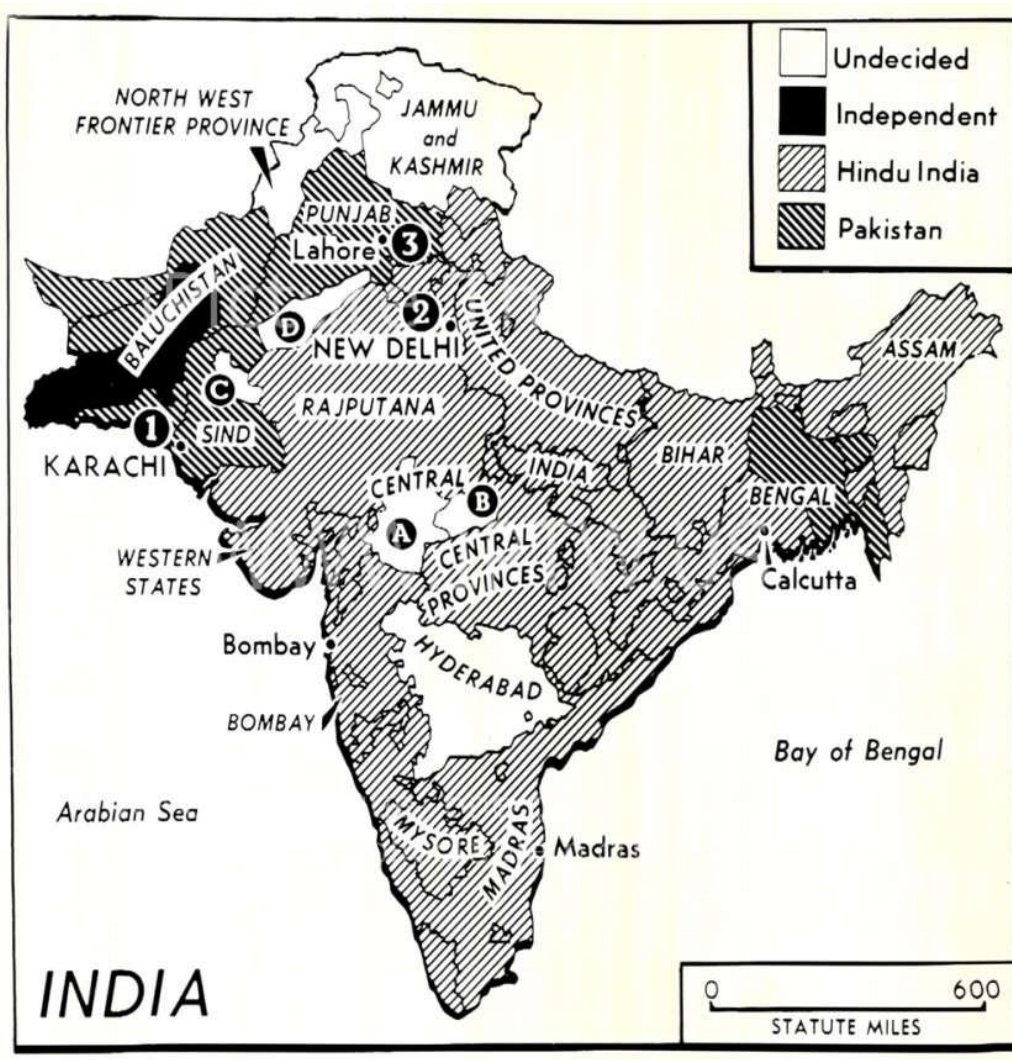 Undecided
Independent
Hindu India
Pakistan
NORTH WEST
FRONTIER PROVINCE
JAMMU
and
KASHMIR
PUNJAB
Lahore
3
BALUCHISTAN
D
2
NEW DELHI
UNITED PROVINCES
ASSAM
C
RAJPUTANA
1
SIND
KARACHI
CENTRAL
INDIA
BIHAR
B
BENGAL
A
CENTRAL
PROVINCES
WESTERN
STATES
Calcutta
Bombay
HYDERABAD
BOMBAY
Bay of Bengal
Arabian Sea
MYSORE
MADRAS
Madras
INDIA
0 600
STATUTE MILES